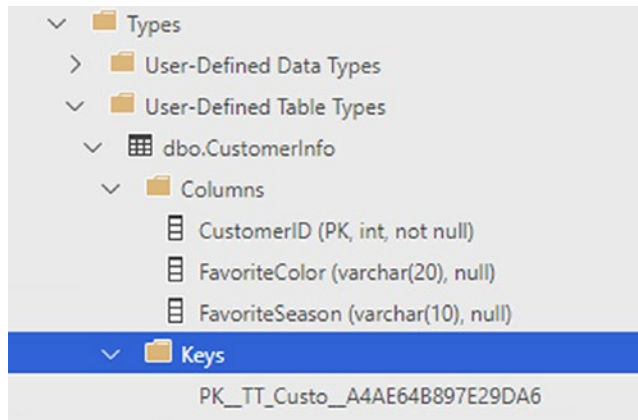 Types
User-Defined Data Types
User-Defined Table Types
dbo.CustomerInfo
Columns
CustomerID (PK, int, not null)
FavoriteColor (varchar(20), null)
FavoriteSeason (varchar(10), null)
Keys
PK__TT_Custo__A4AE64B897E29DA6